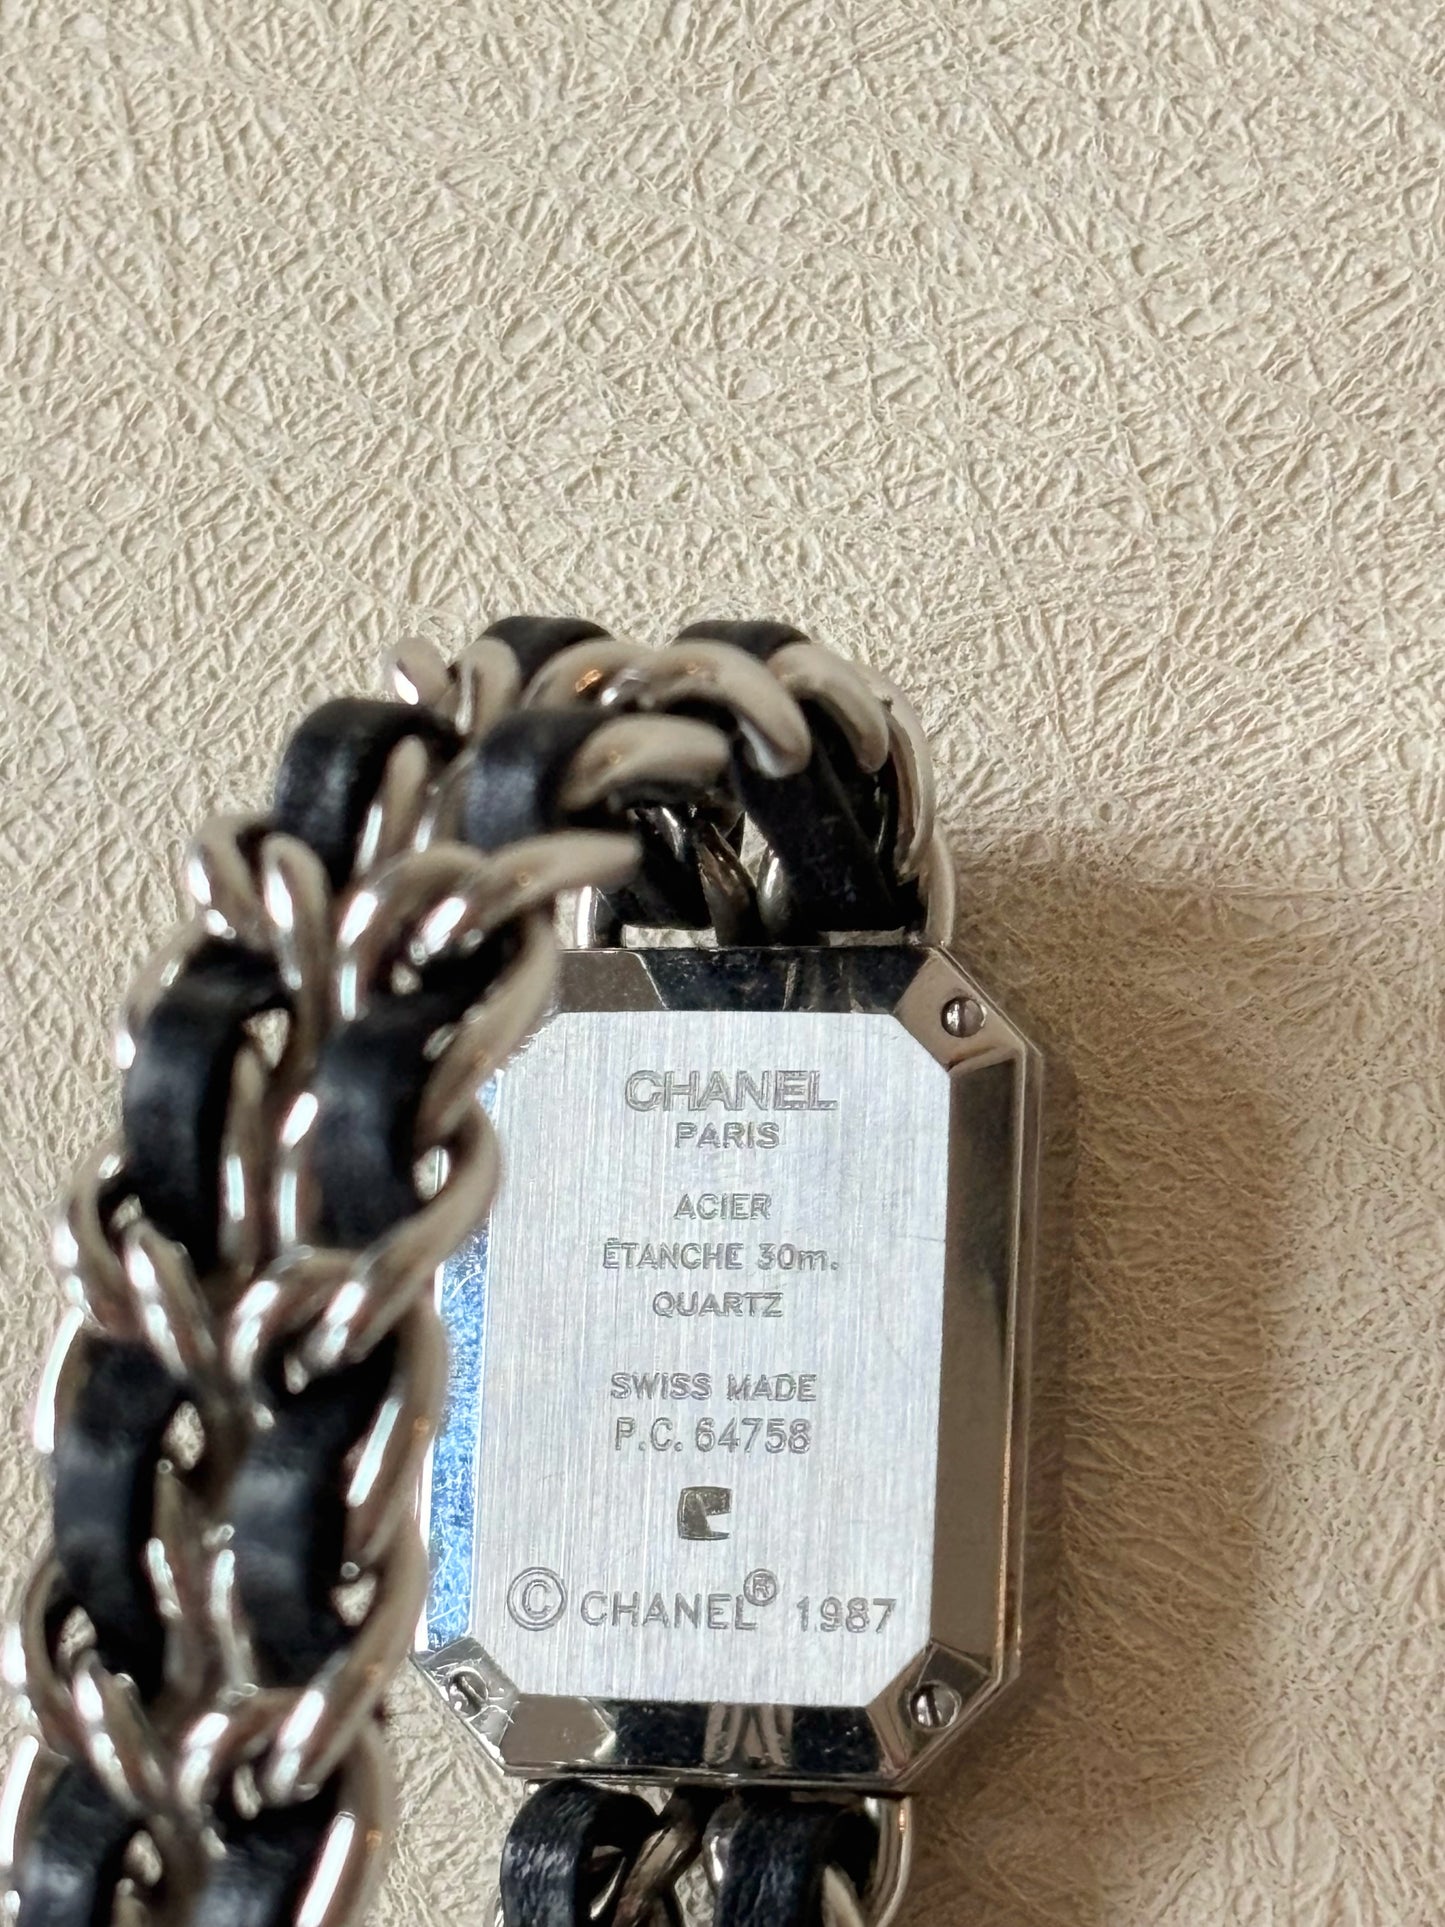 CHANEL
PARIS
ACIER
ÉTANCHE 30m.
QUARTZ
SWISS MADE
P.C. 64758
© CHANEL® 1987